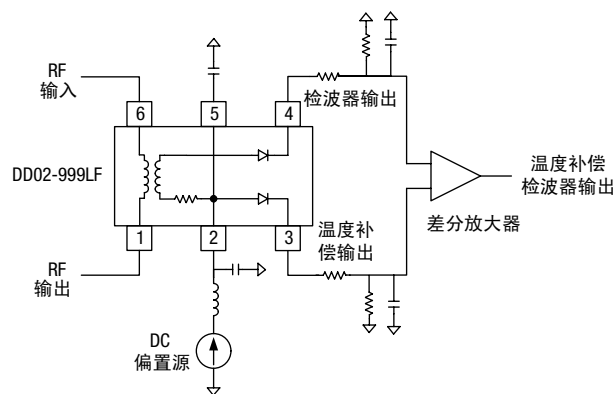 RF
输入
6
5
4
检波器输出
DD02-999LF
温度补偿
检波器输出
差分放大器
1
2
3
温度补
偿输出
RF
输出
DC
偏置源